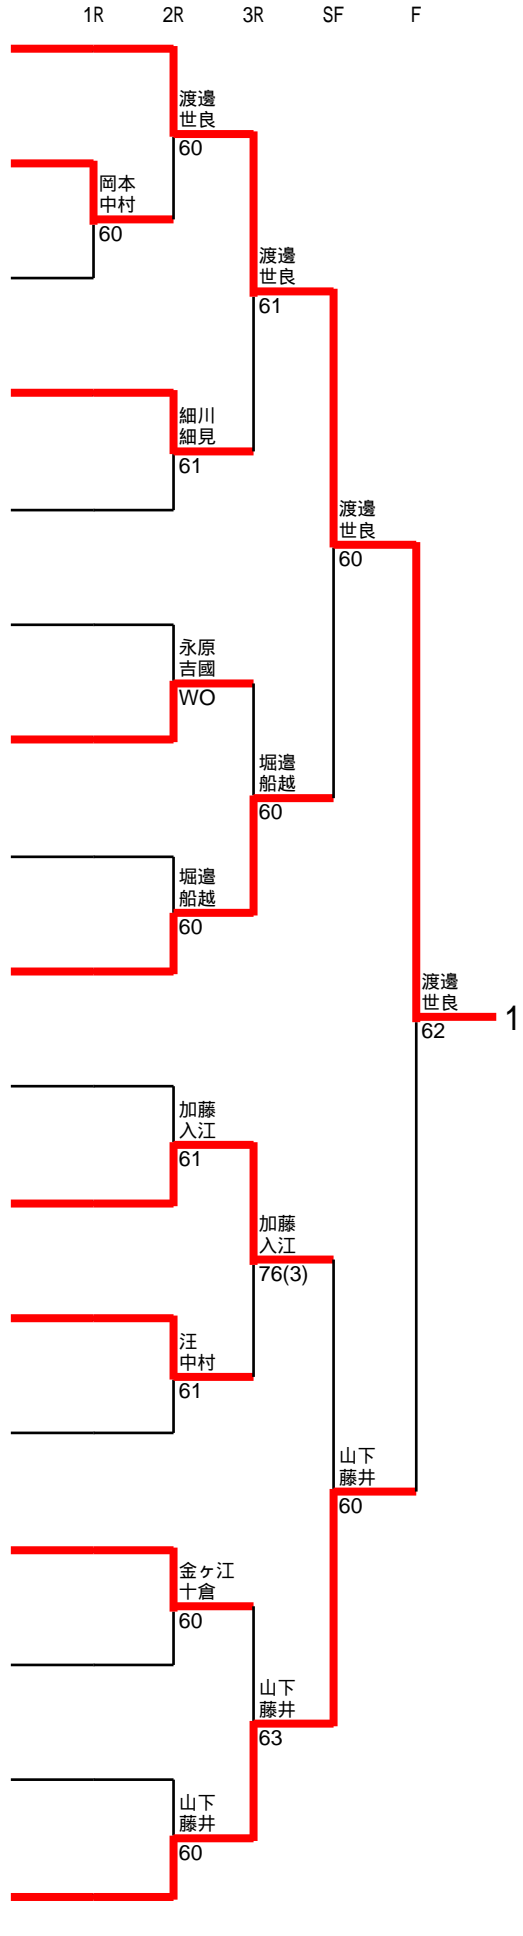 1R 2R 3R SF F
渡邊
世良
60
岡本
中村
60
渡邊
世良
61
細川
細見
61
渡邊
世良
60
永原
吉國
WO
堀邉
船越
60
堀邉
船越
60
渡邊
世良
62
1
加藤
入江
61
加藤
入江
76(3)
汪
中村
61
山下
藤井
60
金ヶ江
十倉
60
山下
藤井
63
山下
藤井
60